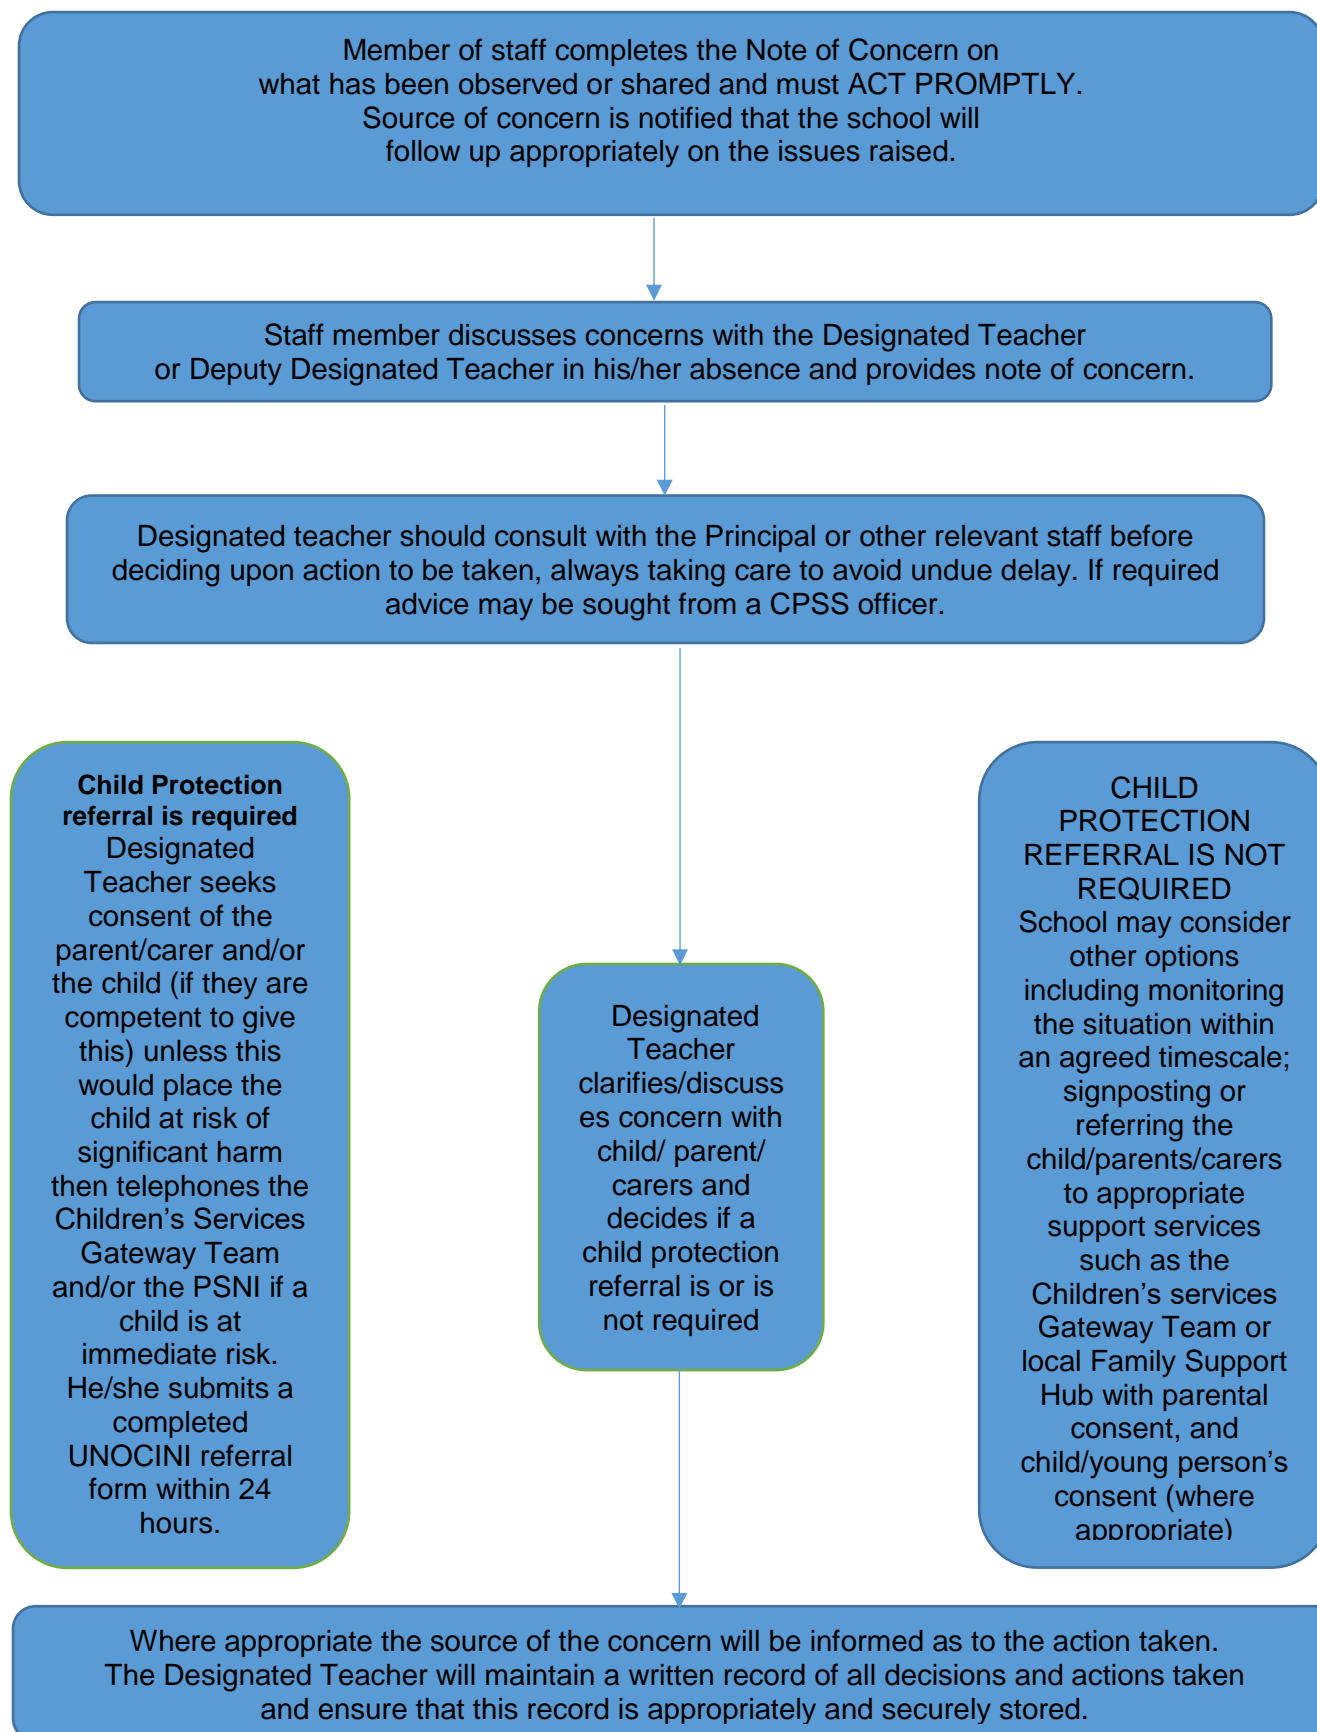 Member of staff completes the Note of Concern on
what has been observed or shared and must ACT PROMPTLY.
Source of concern is notified that the school will
follow up appropriately on the issues raised.
Staff member discusses concerns with the Designated Teacher
or Deputy Designated Teacher in his/her absence and provides note of concern.
Designated teacher should consult with the Principal or other relevant staff before
deciding upon action to be taken, always taking care to avoid undue delay. If required
advice may be sought from a CPSS officer.
Child Protection
referral is required
Designated
Teacher seeks
consent of the
parent/carer and/or
the child (if they are
competent to give
this) unless this
would place the
child at risk of
significant harm
then telephones the
Children’s Services
Gateway Team
and/or the PSNI if a
child is at
immediate risk.
He/she submits a
completed
UNOCINI referral
form within 24
hours.
Designated
Teacher
clarifies/discuss
es concern with
child/ parent/
carers and
decides if a
child protection
referral is or is
not required
CHILD
PROTECTION
REFERRAL IS NOT
REQUIRED
School may consider
other options
including monitoring
the situation within
an agreed timescale;
signposting or
referring the
child/parents/carers
to appropriate
support services
such as the
Children’s services
Gateway Team or
local Family Support
Hub with parental
consent, and
child/young person’s
consent (where
appropriate)
Where appropriate the source of the concern will be informed as to the action taken.
The Designated Teacher will maintain a written record of all decisions and actions taken
and ensure that this record is appropriately and securely stored.